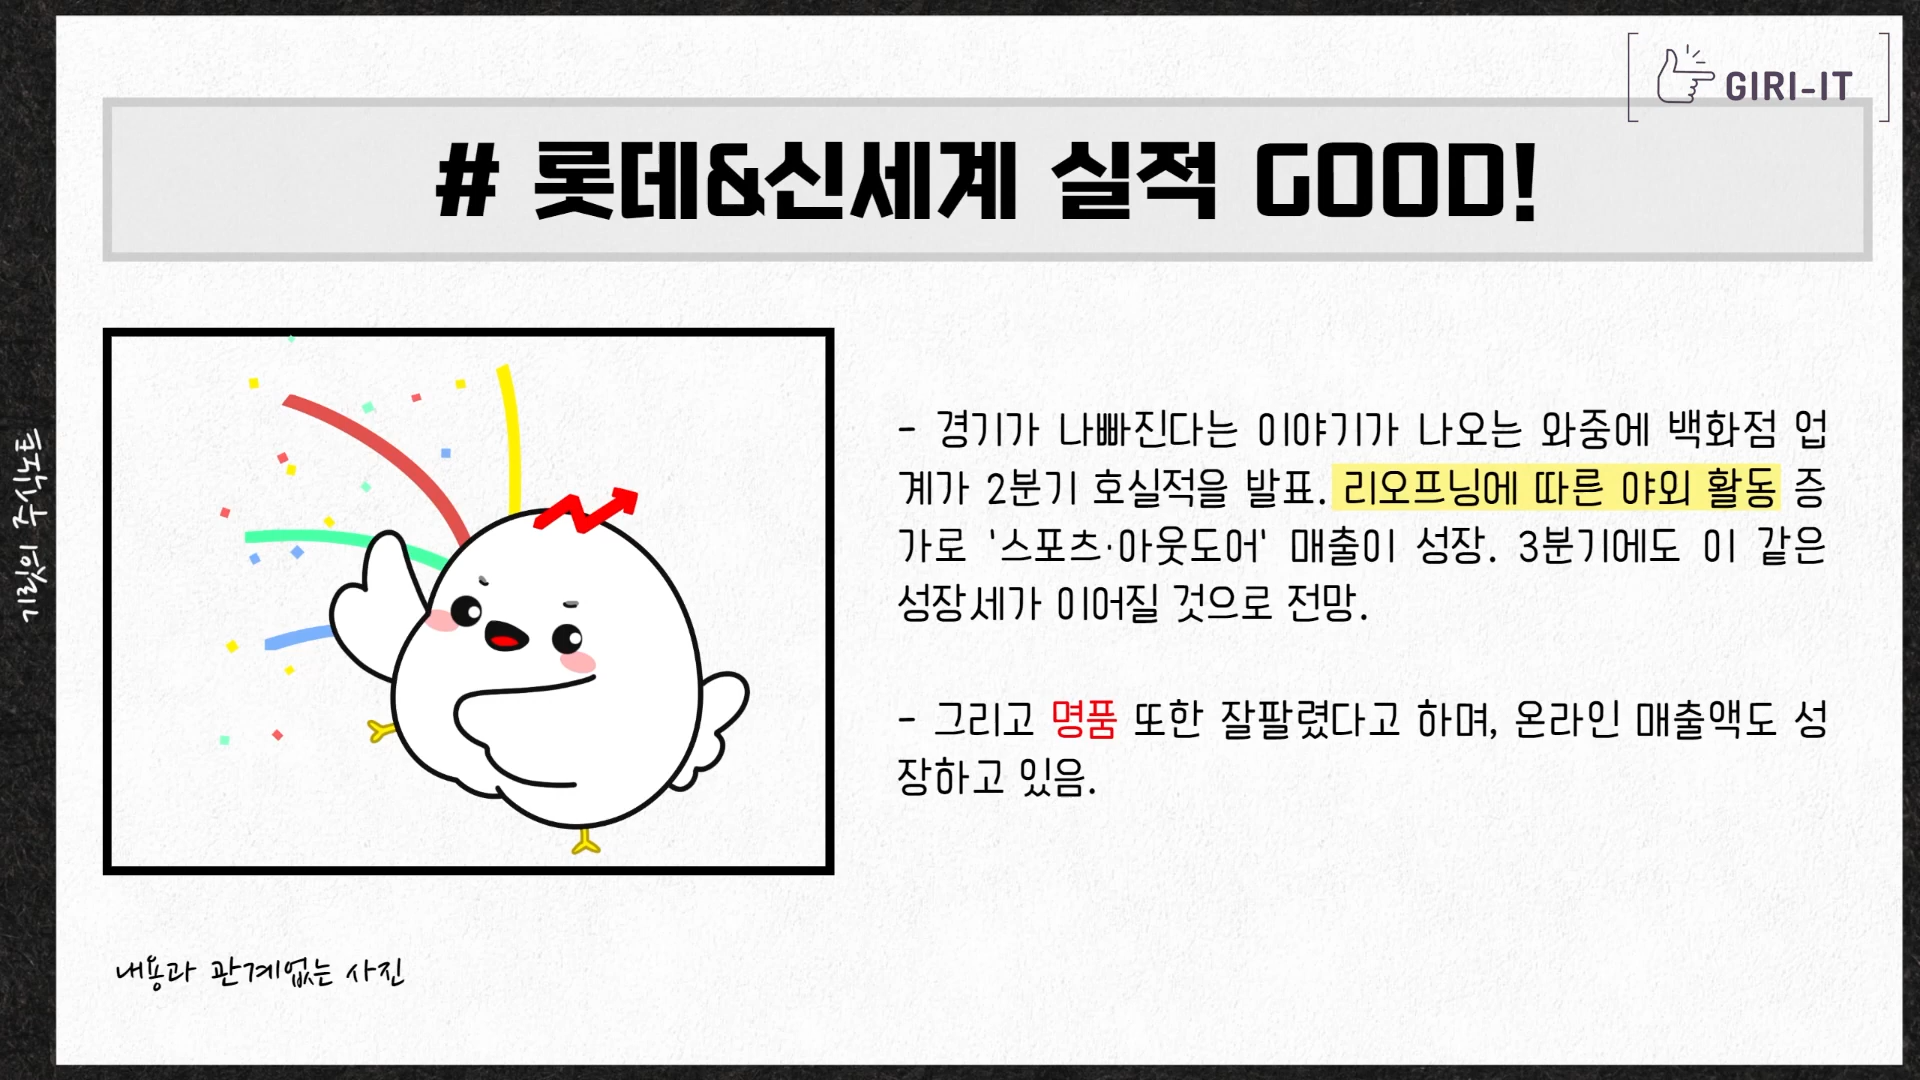 GIRI-IT
# 롯데&신세계 실적 GOOD!
- 경기가 나빠진다는 이야기가 나오는 와중에 백화점 업
계가 2분기 호실적을 발표. 리오프닝에 따른 야외 활동 증
가로 '스포츠·아웃도어' 매출이 성장. 3분기에도 이 같은
성장세가 이어질 것으로 전망.
- 그리고 명품 또한 잘팔렸다고 하며, 온라인 매출액도 성
장하고 있음.
내용과 관계없는 사진
기릿의 주식노트